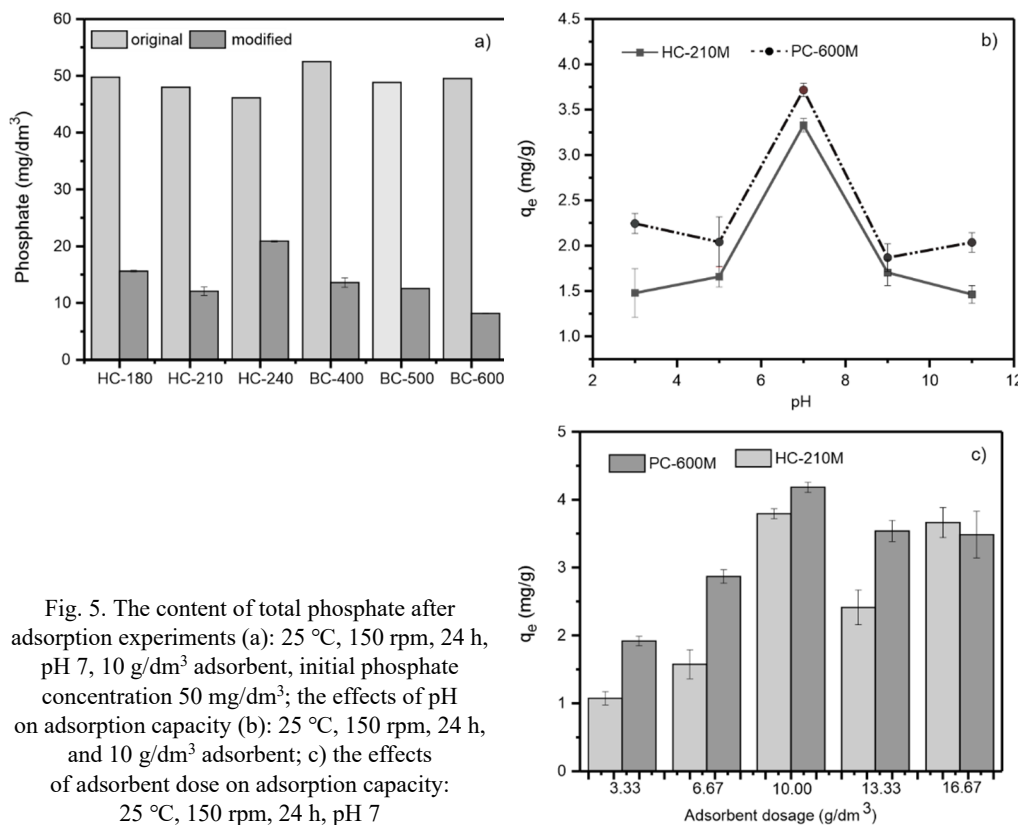 60
50
40
30
20
10
0
Phosphate (mg/dm³)
original
modified
a)
HC-180
HC-210
HC-240
BC-400
BC-500
BC-600
4.5
4.0
3.5
3.0
2.5
2.0
1.5
1.0
qₑ (mg/g)
HC-210M
PC-600M
b)
2
4
6
8
10
12
pH
5
4
3
2
1
0
qₑ (mg/g)
PC-600M
HC-210M
c)
3.33
6.67
10.00
13.33
16.67
Adsorbent dosage (g/dm³)
Fig. 5. The content of total phosphate after
adsorption experiments (a): 25 °C, 150 rpm, 24 h,
pH 7, 10 g/dm³ adsorbent, initial phosphate
concentration 50 mg/dm³; the effects of pH
on adsorption capacity (b): 25 °C, 150 rpm, 24 h,
and 10 g/dm³ adsorbent; c) the effects
of adsorbent dose on adsorption capacity:
25 °C, 150 rpm, 24 h, pH 7